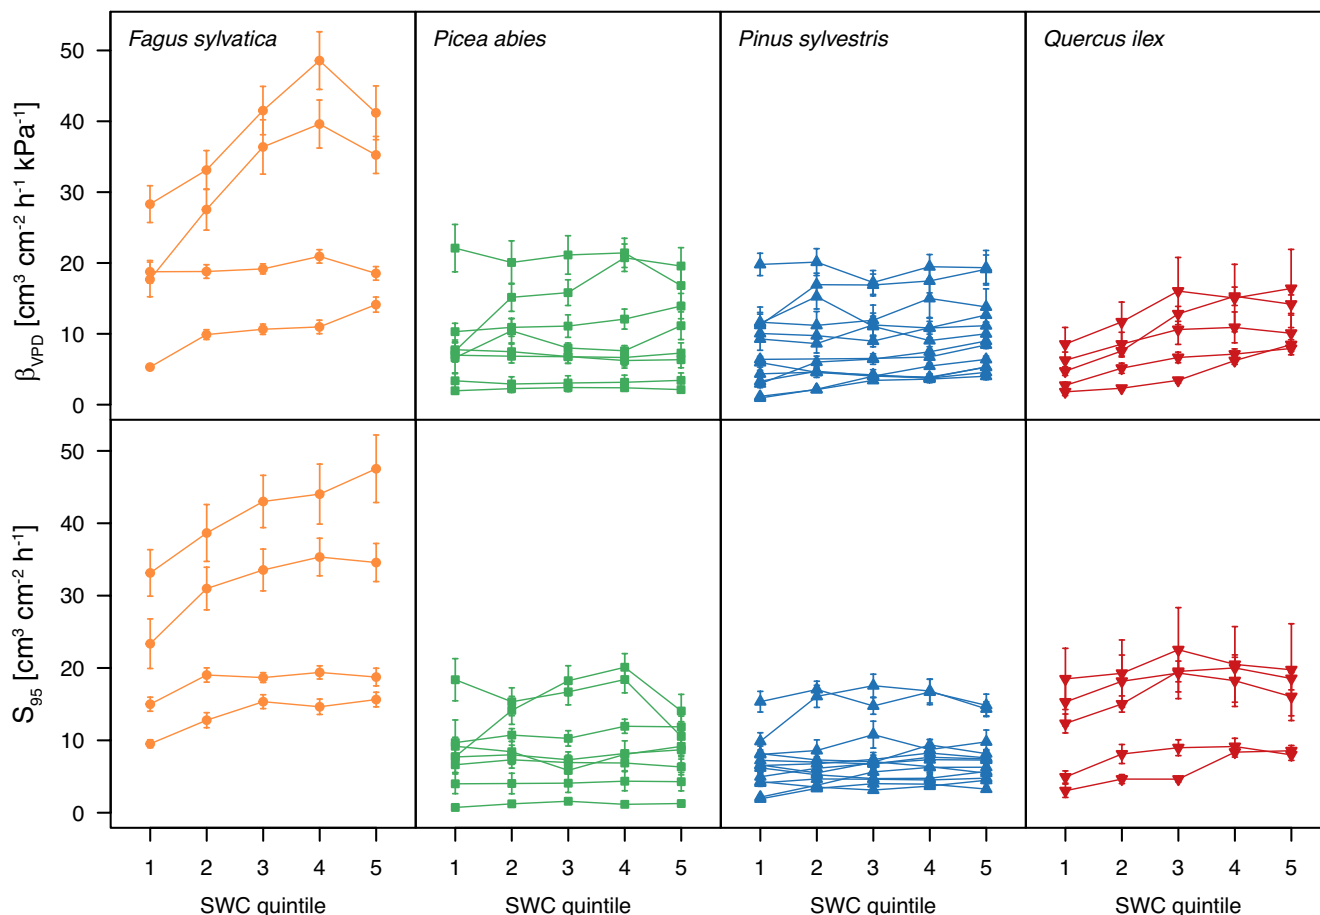 Fagus sylvatica
Picea abies
Pinus sylvestris
Quercus ilex
β_VPD [cm³ cm⁻² h⁻¹ kPa⁻¹]
50
40
30
20
10
0
S₉₅ [cm³ cm⁻² h⁻¹]
50
40
30
20
10
0
1 2 3 4 5
1 2 3 4 5
1 2 3 4 5
1 2 3 4 5
SWC quintile
SWC quintile
SWC quintile
SWC quintile